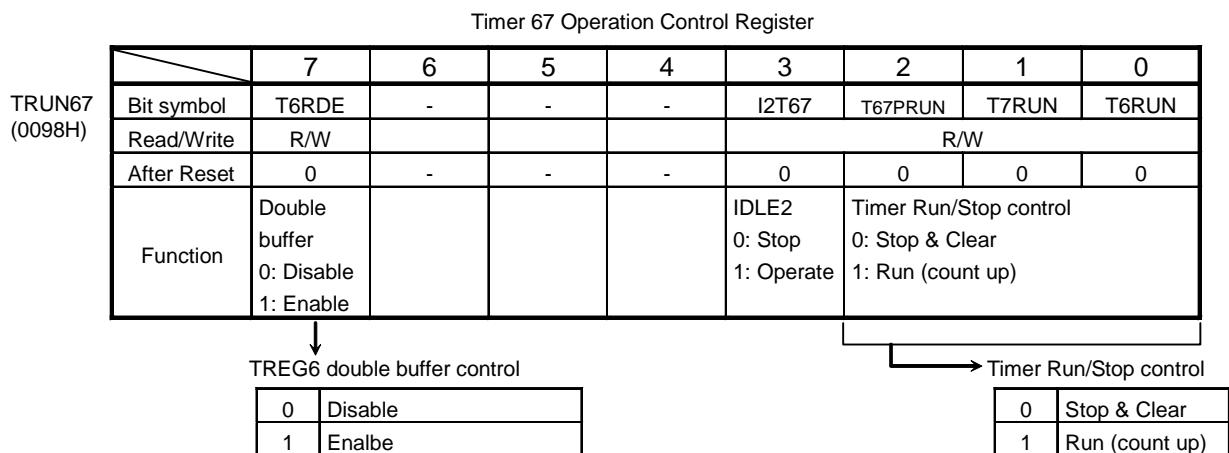 Timer 67 Operation Control Register
7 6 5 4 3 2 1 0
TRUN67 Bit symbol T6RDE - - - I2T67 T67PRUN T7RUN T6RUN
(0098H) Read/Write R/W R/W
After Reset 0 - - - 0 0 0 0
Double IDLE2 Timer Run/Stop control
buffer 0: Stop 0: Stop & Clear
Function 0: Disable 1: Operate 1: Run (count up)
1: Enable
TREG6 double buffer control Timer Run/Stop control
0 Disable 0 Stop & Clear
1 Enalbe 1 Run (count up)